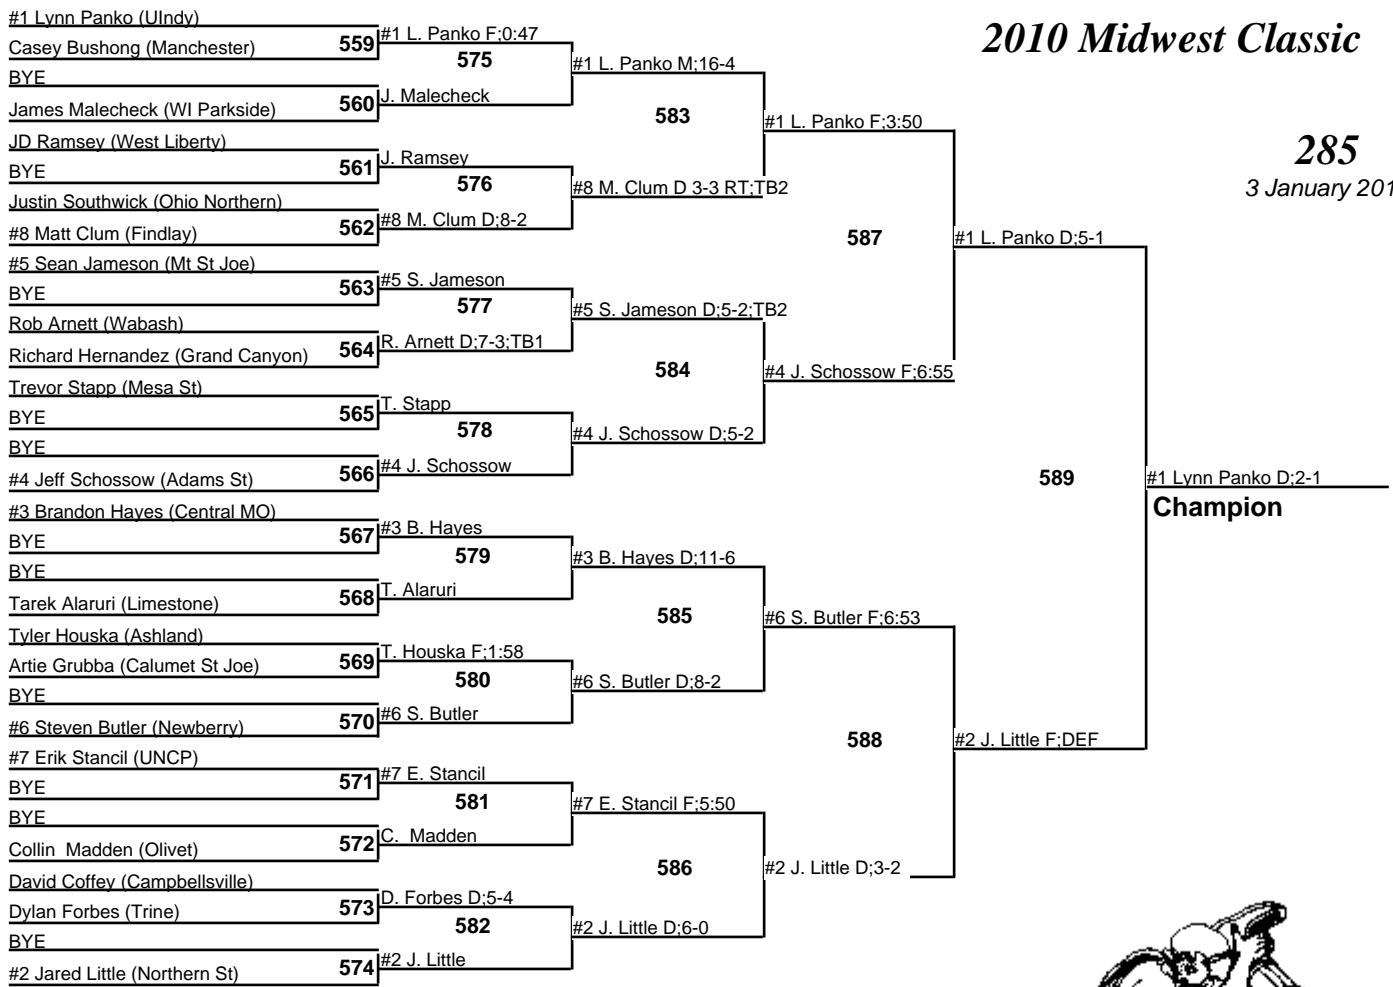 2010 Midwest Classic
285
3 January 201
#1 Lynn Panko (UIndy)
Casey Bushong (Manchester)
BYE
James Malecheck (WI Parkside)
JD Ramsey (West Liberty)
BYE
Justin Southwick (Ohio Northern)
#8 Matt Clum (Findlay)
#5 Sean Jameson (Mt St Joe)
BYE
Rob Arnett (Wabash)
Richard Hernandez (Grand Canyon)
Trevor Stapp (Mesa St)
BYE
BYE
#4 Jeff Schossow (Adams St)
#3 Brandon Hayes (Central MO)
BYE
BYE
Tarek Alaruri (Limestone)
Tyler Houska (Ashland)
Artie Grubba (Calumet St Joe)
BYE
#6 Steven Butler (Newberry)
#7 Erik Stancil (UNCP)
BYE
BYE
Collin  Madden (Olivet)
David Coffey (Campbellsville)
Dylan Forbes (Trine)
BYE
#2 Jared Little (Northern St)
559
560
561
562
563
564
565
566
567
568
569
570
571
572
573
574
#1 L. Panko F;0:47
575
J. Malecheck
J. Ramsey
576
#8 M. Clum D;8-2
#5 S. Jameson
577
R. Arnett D;7-3;TB1
T. Stapp
578
#4 J. Schossow
#3 B. Hayes
579
T. Alaruri
T. Houska F;1:58
580
#6 S. Butler
#7 E. Stancil
581
C.  Madden
D. Forbes D;5-4
582
#2 J. Little
#1 L. Panko M;16-4
583
#8 M. Clum D 3-3 RT;TB2
#5 S. Jameson D;5-2;TB2
584
#4 J. Schossow D;5-2
#3 B. Hayes D;11-6
585
#6 S. Butler D;8-2
#7 E. Stancil F;5:50
586
#2 J. Little D;6-0
#1 L. Panko F;3:50
587
#4 J. Schossow F;6:55
#6 S. Butler F;6:53
588
#2 J. Little D;3-2
#1 L. Panko D;5-1
589
#2 J. Little F;DEF
#1 Lynn Panko D;2-1
Champion